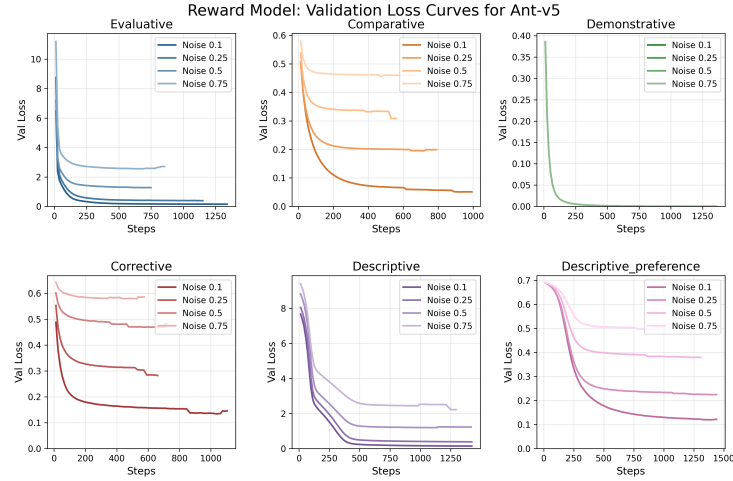 Reward Model: Validation Loss Curves for Ant-v5
Evaluative
Val Loss
0
2
4
6
8
10
0
250
500
750
1000
1250
Steps
Noise 0.1
Noise 0.25
Noise 0.5
Noise 0.75
Comparative
Val Loss
0.0
0.1
0.2
0.3
0.4
0.5
0.6
0
200
400
600
800
1000
Steps
Noise 0.1
Noise 0.25
Noise 0.5
Noise 0.75
Demonstrative
Val Loss
0.00
0.05
0.10
0.15
0.20
0.25
0.30
0.35
0.40
0
250
500
750
1000
1250
Steps
Noise 0.1
Noise 0.25
Noise 0.5
Noise 0.75
Corrective
Val Loss
0.0
0.1
0.2
0.3
0.4
0.5
0.6
0
200
400
600
800
1000
Steps
Noise 0.1
Noise 0.25
Noise 0.5
Noise 0.75
Descriptive
Val Loss
0
2
4
6
8
0
250
500
750
1000
1250
Steps
Noise 0.1
Noise 0.25
Noise 0.5
Noise 0.75
Descriptive_preference
Val Loss
0.0
0.1
0.2
0.3
0.4
0.5
0.6
0.7
0
250
500
750
1000
1250
1500
Steps
Noise 0.1
Noise 0.25
Noise 0.5
Noise 0.75